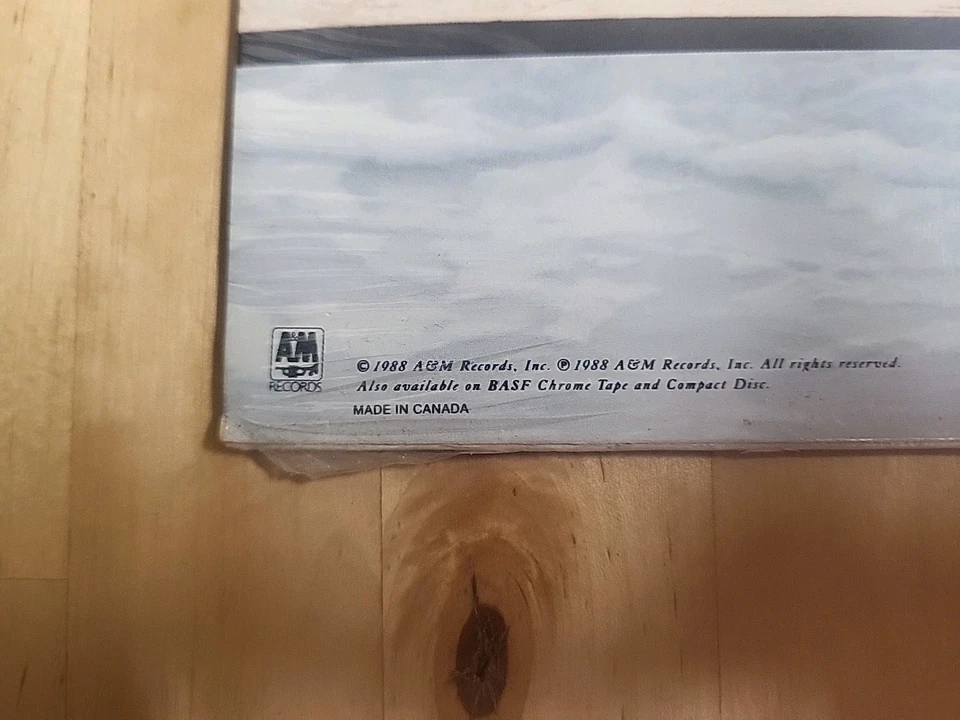 A&M
RECORDS
© 1988 A&M Records, Inc. ℗ 1988 A&M Records, Inc. All rights reserved.
Also available on BASF Chrome Tape and Compact Disc.
MADE IN CANADA